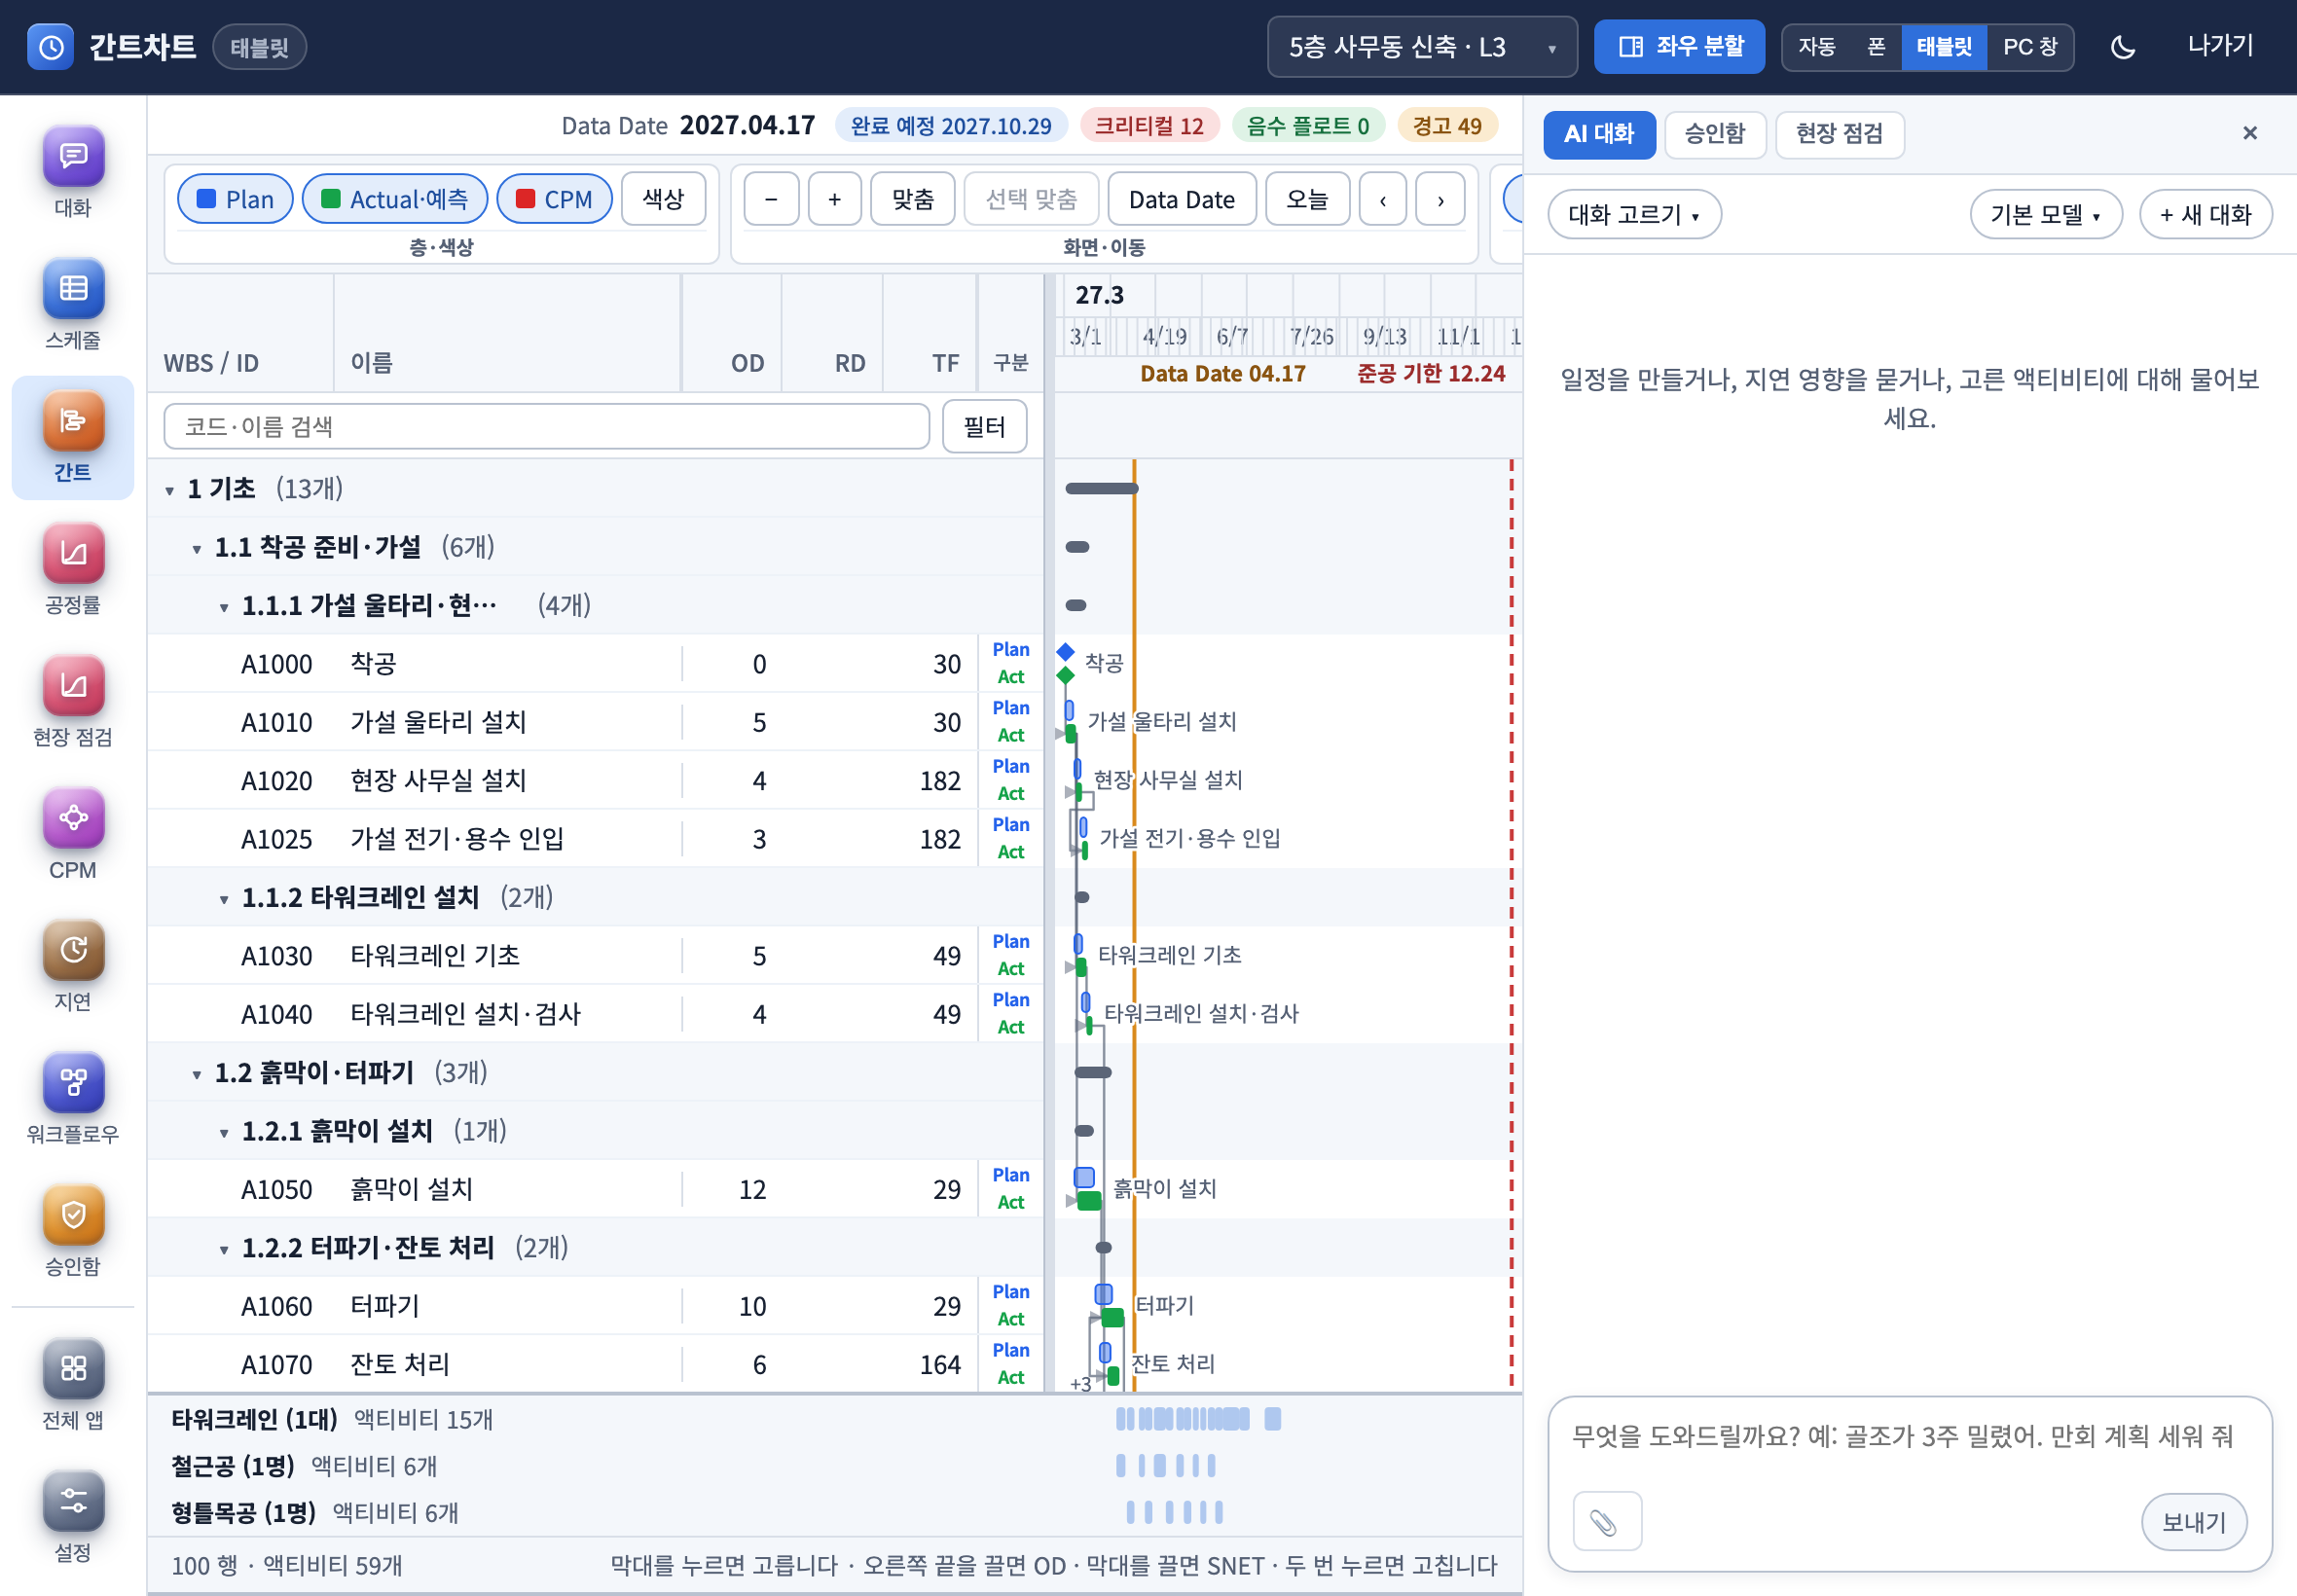 간트차트 태블릿 5층 사무동 신축 · L3 좌우 분할 자동 폰 태블릿 PC 창 나가기
대화
스케줄
간트
공정률
현장 점검
CPM
지연
워크플로우
승인함
전체 앱
설정
Data Date 2027.04.17 완료 예정 2027.10.29 크리티컬 12 음수 플로트 0 경고 49
Plan Actual·예측 CPM 색상
층·색상
− + 맞춤 선택 맞춤 Data Date 오늘 ‹ ›
화면·이동
WBS / ID 이름 OD RD TF 구분
27.3
3/1 4/19 6/7 7/26 9/13 11/1 1
Data Date 04.17 준공 기한 12.24
코드·이름 검색 필터
1 기초 (13개)
1.1 착공 준비·가설 (6개)
1.1.1 가설 울타리·현… (4개)
A1000 착공 0 30 Plan Act 착공
A1010 가설 울타리 설치 5 30 Plan Act 가설 울타리 설치
A1020 현장 사무실 설치 4 182 Plan Act 현장 사무실 설치
A1025 가설 전기·용수 인입 3 182 Plan Act 가설 전기·용수 인입
1.1.2 타워크레인 설치 (2개)
A1030 타워크레인 기초 5 49 Plan Act 타워크레인 기초
A1040 타워크레인 설치·검사 4 49 Plan Act 타워크레인 설치·검사
1.2 흙막이·터파기 (3개)
1.2.1 흙막이 설치 (1개)
A1050 흙막이 설치 12 29 Plan Act 흙막이 설치
1.2.2 터파기·잔토 처리 (2개)
A1060 터파기 10 29 Plan Act 터파기
A1070 잔토 처리 6 164 Plan Act 잔토 처리
+3
타워크레인 (1대) 액티비티 15개
철근공 (1명) 액티비티 6개
형틀목공 (1명) 액티비티 6개
100 행 · 액티비티 59개 막대를 누르면 고릅니다 · 오른쪽 끝을 끌면 OD · 막대를 끌면 SNET · 두 번 누르면 고칩니다
AI 대화 승인함 현장 점검 ×
대화 고르기 ▾ 기본 모델 ▾ + 새 대화
일정을 만들거나, 지연 영향을 묻거나, 고른 액티비티에 대해 물어보
세요.
무엇을 도와드릴까요? 예: 골조가 3주 밀렸어. 만회 계획 세워 줘
보내기